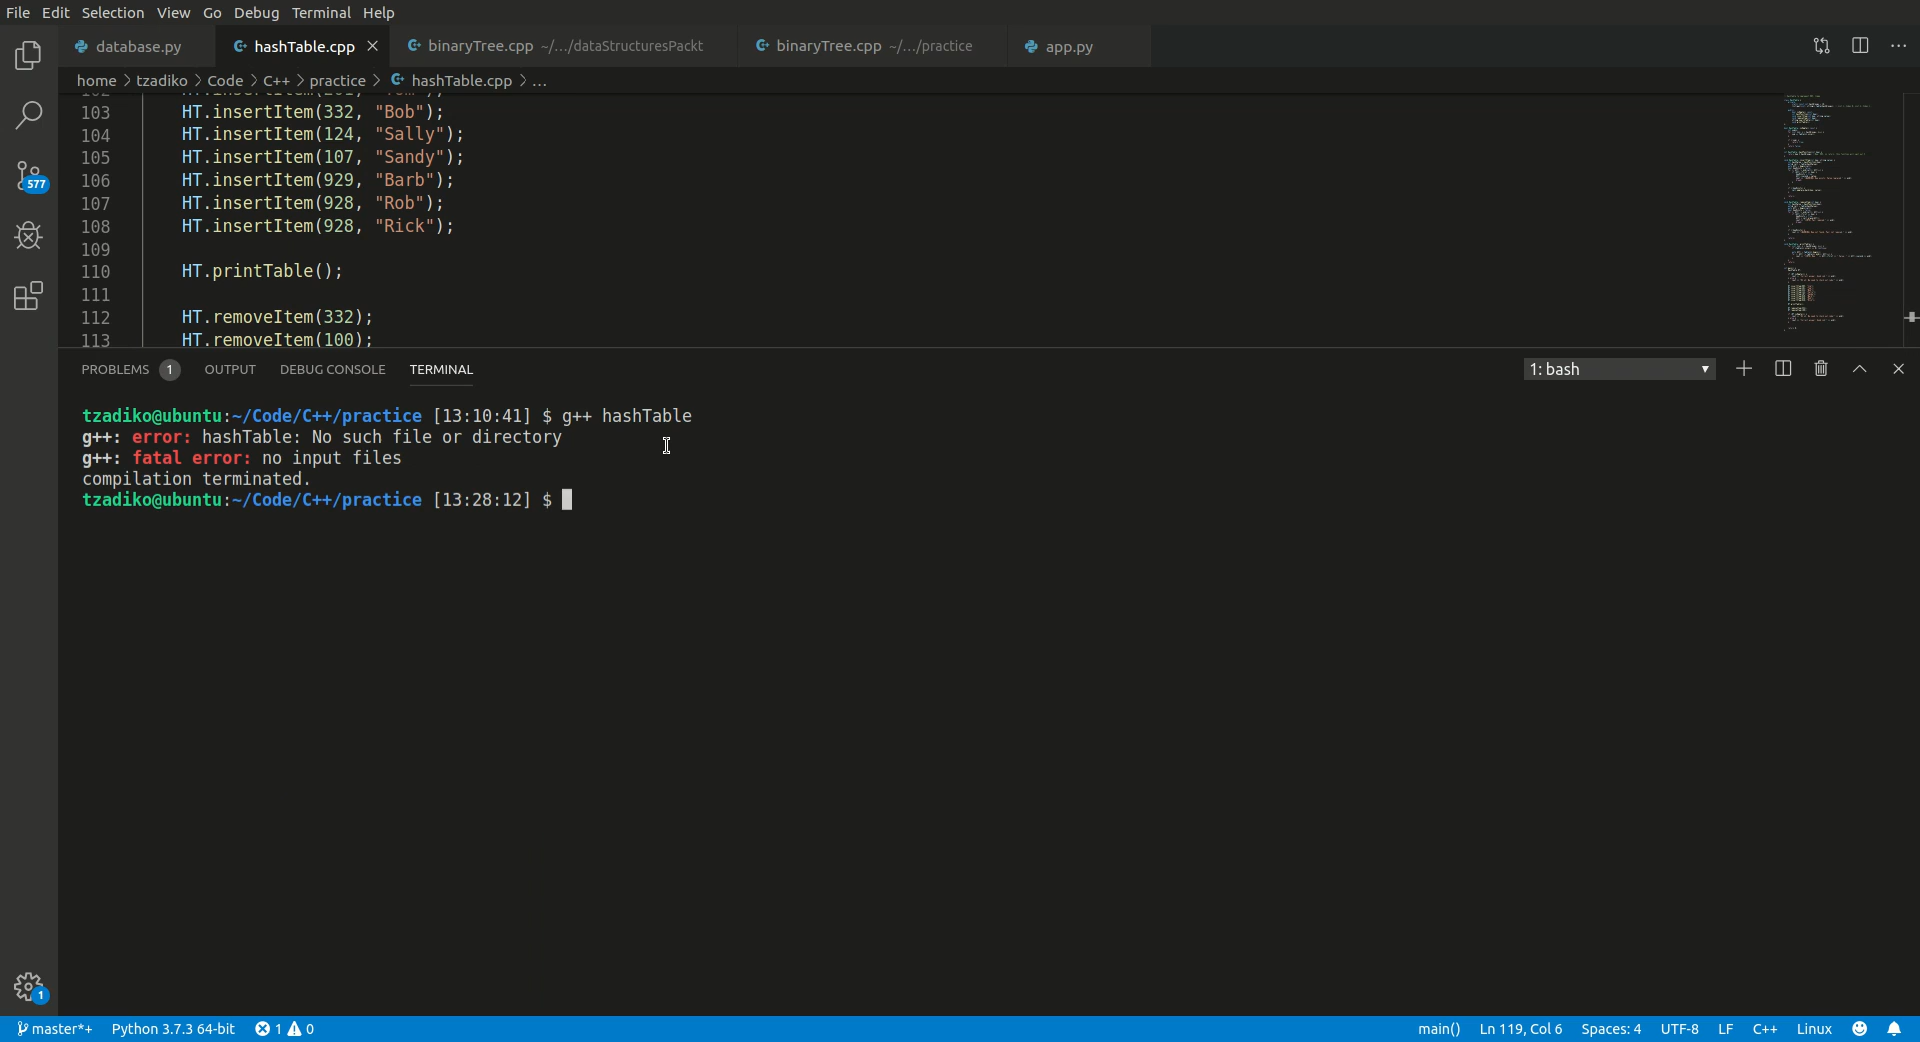 File Edit Selection View Go Debug Terminal Help
database.py hashTable.cpp binaryTree.cpp ~/.../dataStructuresPackt binaryTree.cpp ~/.../practice app.py
home > tzadiko > Code > C++ > practice > hashTable.cpp > ...
103 HT.insertItem(332, "Bob");
104 HT.insertItem(124, "Sally");
105 HT.insertItem(107, "Sandy");
106 HT.insertItem(929, "Barb");
107 HT.insertItem(928, "Rob");
108 HT.insertItem(928, "Rick");
109
110 HT.printTable();
111
112 HT.removeItem(332);
113 HT.removeItem(100);
577
PROBLEMS 1 OUTPUT DEBUG CONSOLE TERMINAL 1: bash
tzadiko@ubuntu:~/Code/C++/practice [13:10:41] $ g++ hashTable
g++: error: hashTable: No such file or directory
g++: fatal error: no input files
compilation terminated.
tzadiko@ubuntu:~/Code/C++/practice [13:28:12] $
1
master*+ Python 3.7.3 64-bit 1 0 main() Ln 119, Col 6 Spaces: 4 UTF-8 LF C++ Linux